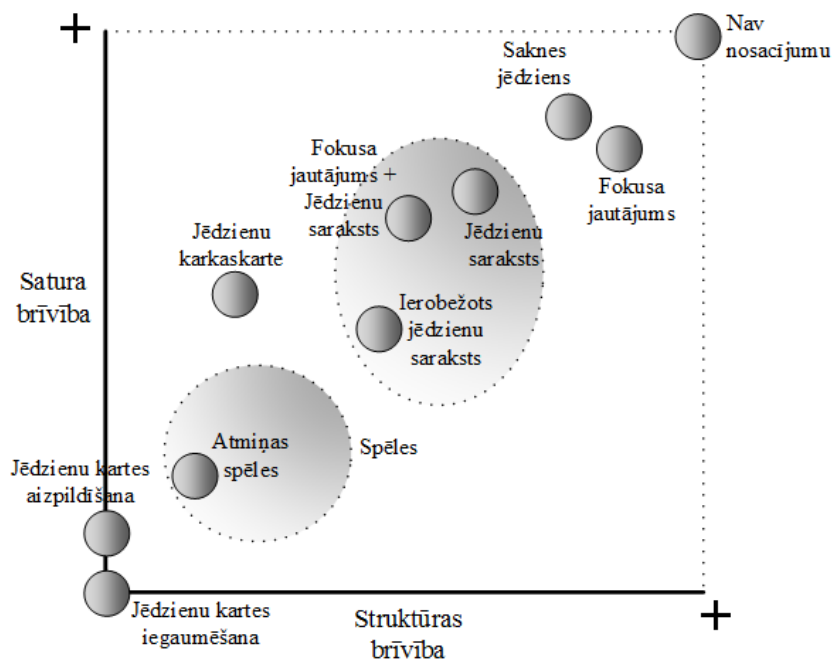 +
Nav
nosacījumu
Saknes
jēdziens
Fokusa
jautājums
Fokusa
jautājums +
Jēdzienu
saraksts
Jēdzienu
saraksts
Jēdzienu
karkaskarte
Satura
brīvība
Ierobežots
jēdzienu
saraksts
Atmiņas
spēles
Spēles
Jēdzienu kartes
aizpildīšana
Jēdzienu kartes
iegaumēšana
Struktūras
brīvība
+